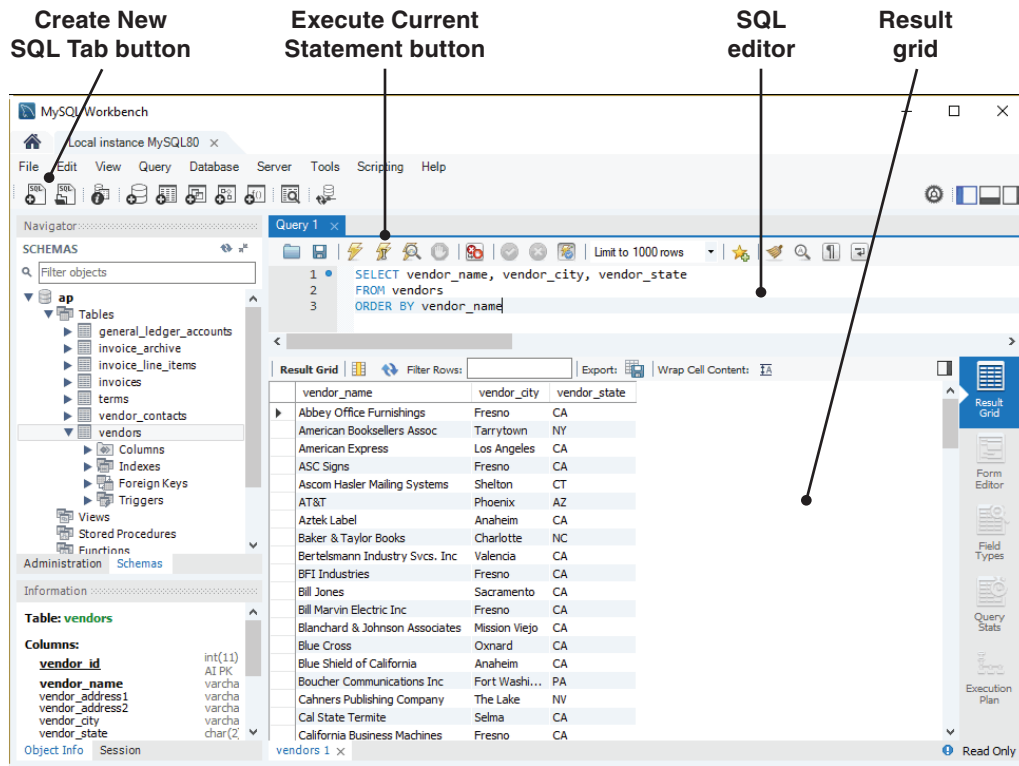 Create New
SQL Tab button
Execute Current
Statement button
SQL
editor
Result
grid
MySQL Workbench
Local instance MySQL80 ×
File Edit View Query Database Server Tools Scripting Help
Navigator
SCHEMAS
Filter objects
ap
Tables
general_ledger_accounts
invoice_archive
invoice_line_items
invoices
terms
vendor_contacts
vendors
Columns
Indexes
Foreign Keys
Triggers
Views
Stored Procedures
Functions
Administration Schemas
Information
Table: vendors
Columns:
vendor_id int(11)
AI PK
vendor_name varcha
vendor_address1 varcha
vendor_address2 varcha
vendor_city varcha
vendor_state char(2)
Object Info Session
Query 1 ×
Limit to 1000 rows
1 SELECT vendor_name, vendor_city, vendor_state
2 FROM vendors
3 ORDER BY vendor_name
Result Grid Filter Rows: Export: Wrap Cell Content:
vendor_name vendor_city vendor_state
Abbey Office Furnishings Fresno CA
American Booksellers Assoc Tarrytown NY
American Express Los Angeles CA
ASC Signs Fresno CA
Ascom Hasler Mailing Systems Shelton CT
AT&T Phoenix AZ
Aztek Label Anaheim CA
Baker & Taylor Books Charlotte NC
Bertelsmann Industry Svcs. Inc Valencia CA
BFI Industries Fresno CA
Bill Jones Sacramento CA
Bill Marvin Electric Inc Fresno CA
Blanchard & Johnson Associates Mission Viejo CA
Blue Cross Oxnard CA
Blue Shield of California Anaheim CA
Boucher Communications Inc Fort Washi... PA
Cahners Publishing Company The Lake NV
Cal State Termite Selma CA
California Business Machines Fresno CA
vendors 1 ×
Result
Grid
Form
Editor
Field
Types
Query
Stats
Execution
Plan
Read Only